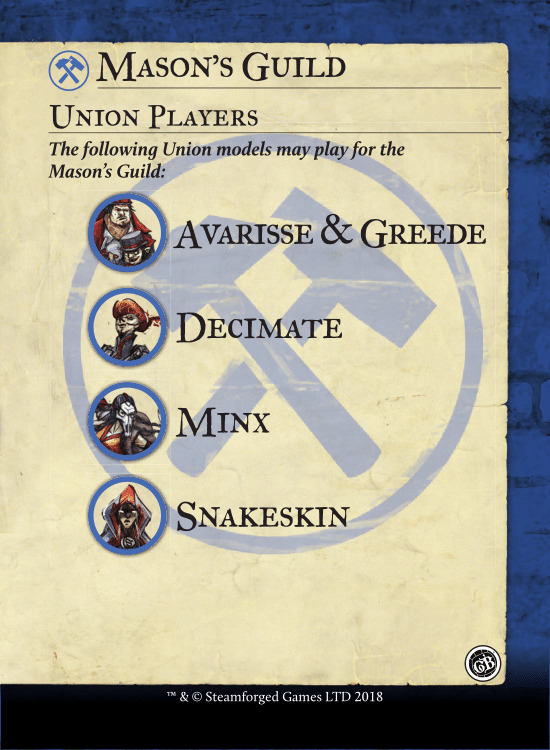 Mason's Guild
Union Players
The following Union models may play for the
Mason's Guild:
Avarisse & Greede
Decimate
Minx
Snakeskin
GB
™ & © Steamforged Games LTD 2018